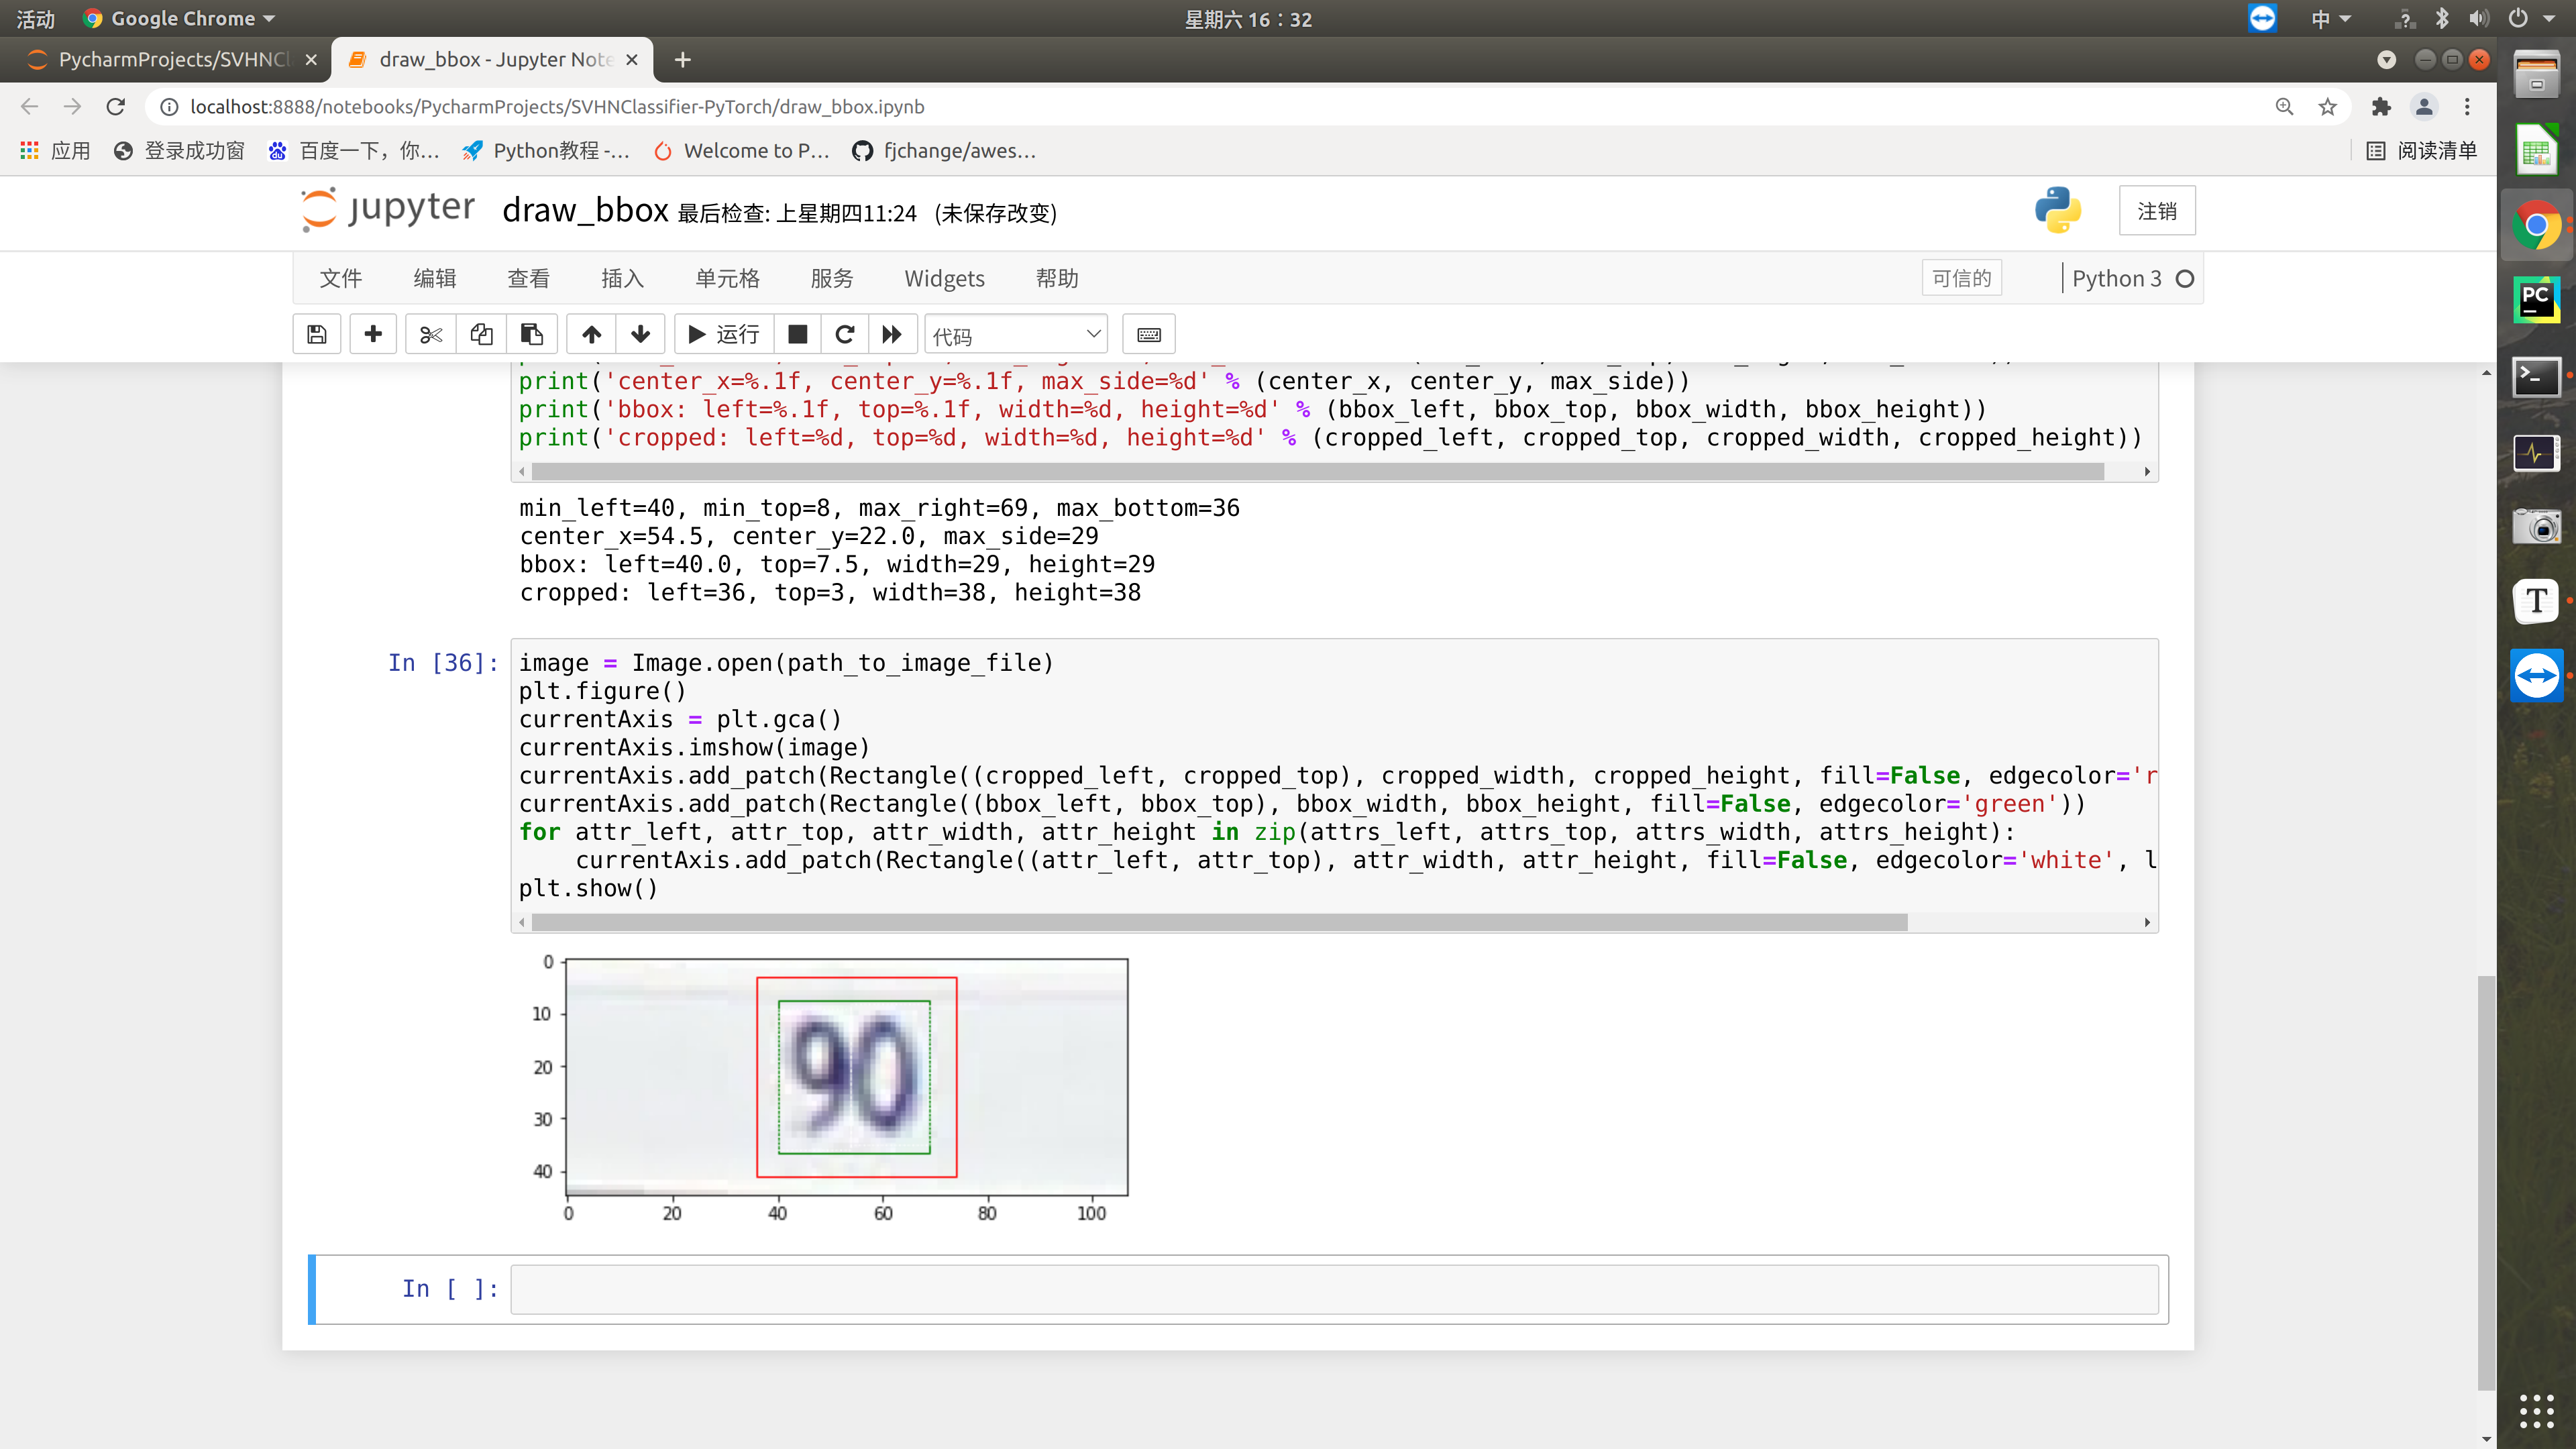 活动 Google Chrome 星期六 16：32 中
PycharmProjects/SVHNCl draw_bbox - Jupyter Note
localhost:8888/notebooks/PycharmProjects/SVHNClassifier-PyTorch/draw_bbox.ipynb
应用 登录成功窗 百度一下，你… Python教程 -… Welcome to P… fjchange/awes… 阅读清单
jupyter draw_bbox 最后检查: 上星期四11:24 (未保存改变) 注销
文件 编辑 查看 插入 单元格 服务 Widgets 帮助 可信的 Python 3
运行 代码
print('center_x=%.1f, center_y=%.1f, max_side=%d' % (center_x, center_y, max_side))
print('bbox: left=%.1f, top=%.1f, width=%d, height=%d' % (bbox_left, bbox_top, bbox_width, bbox_height))
print('cropped: left=%d, top=%d, width=%d, height=%d' % (cropped_left, cropped_top, cropped_width, cropped_height))
min_left=40, min_top=8, max_right=69, max_bottom=36
center_x=54.5, center_y=22.0, max_side=29
bbox: left=40.0, top=7.5, width=29, height=29
cropped: left=36, top=3, width=38, height=38
In [36]: image = Image.open(path_to_image_file)
plt.figure()
currentAxis = plt.gca()
currentAxis.imshow(image)
currentAxis.add_patch(Rectangle((cropped_left, cropped_top), cropped_width, cropped_height, fill=False, edgecolor='r
currentAxis.add_patch(Rectangle((bbox_left, bbox_top), bbox_width, bbox_height, fill=False, edgecolor='green'))
for attr_left, attr_top, attr_width, attr_height in zip(attrs_left, attrs_top, attrs_width, attrs_height):
    currentAxis.add_patch(Rectangle((attr_left, attr_top), attr_width, attr_height, fill=False, edgecolor='white', l
plt.show()
0
10
20
30
40
90
0 20 40 60 80 100
In [ ]:
PC
T